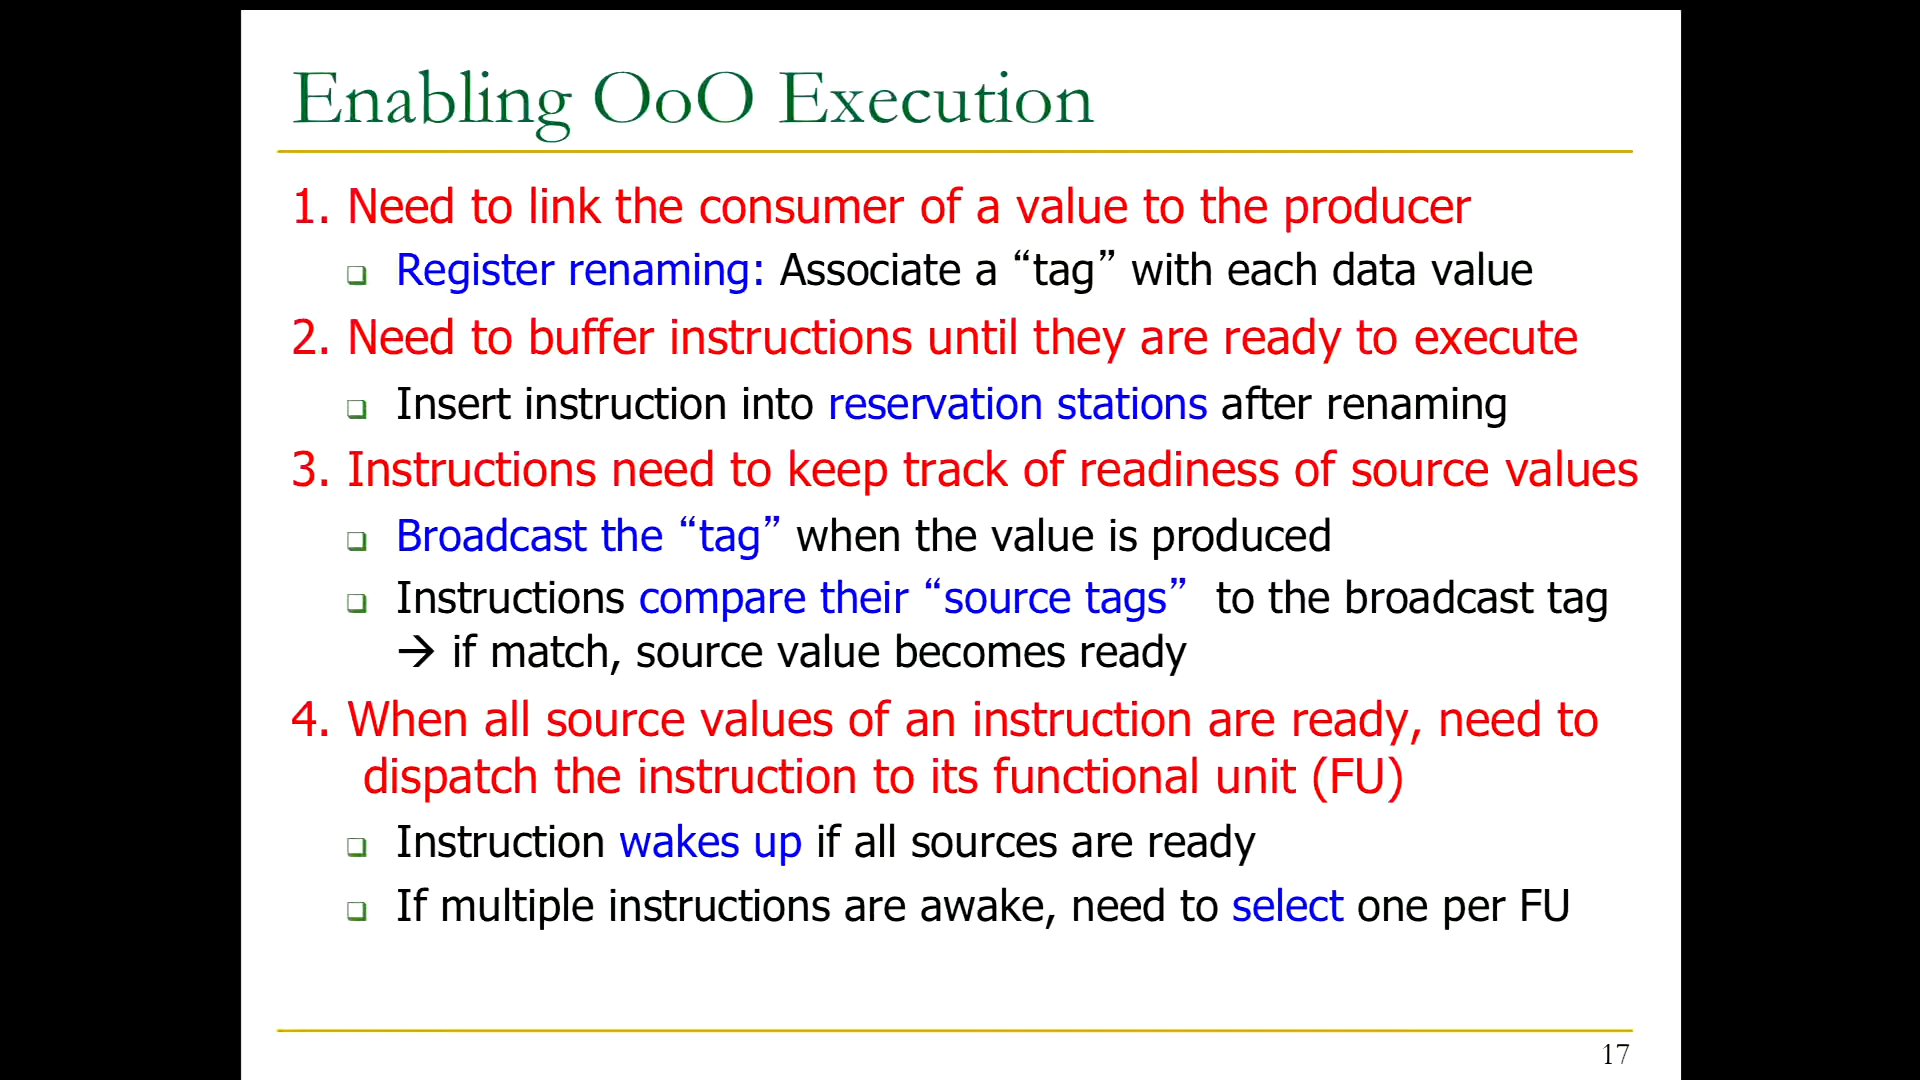 Enabling OoO Execution
1. Need to link the consumer of a value to the producer
❑ Register renaming: Associate a “tag” with each data value
2. Need to buffer instructions until they are ready to execute
❑ Insert instruction into reservation stations after renaming
3. Instructions need to keep track of readiness of source values
❑ Broadcast the “tag” when the value is produced
❑ Instructions compare their “source tags” to the broadcast tag
→ if match, source value becomes ready
4. When all source values of an instruction are ready, need to
dispatch the instruction to its functional unit (FU)
❑ Instruction wakes up if all sources are ready
❑ If multiple instructions are awake, need to select one per FU
17